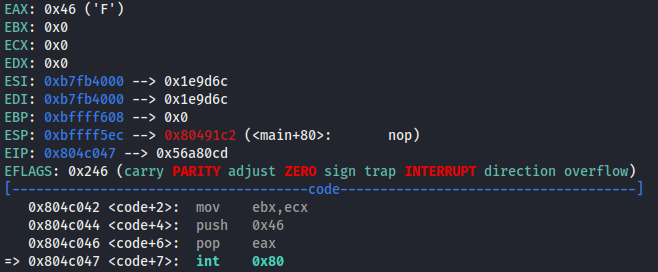 EAX: 0x46 ('F')
EBX: 0x0
ECX: 0x0
EDX: 0x0
ESI: 0xb7fb4000 --> 0x1e9d6c
EDI: 0xb7fb4000 --> 0x1e9d6c
EBP: 0xbffff608 --> 0x0
ESP: 0xbffff5ec --> 0x80491c2 (<main+80>:       nop)
EIP: 0x804c047 --> 0x56a80cd
EFLAGS: 0x246 (carry PARITY adjust ZERO sign trap INTERRUPT direction overflow)
[-------------------------------------code-------------------------------------]
   0x804c042 <code+2>:  mov    ebx,ecx
   0x804c044 <code+4>:  push   0x46
   0x804c046 <code+6>:  pop    eax
=> 0x804c047 <code+7>:  int    0x80